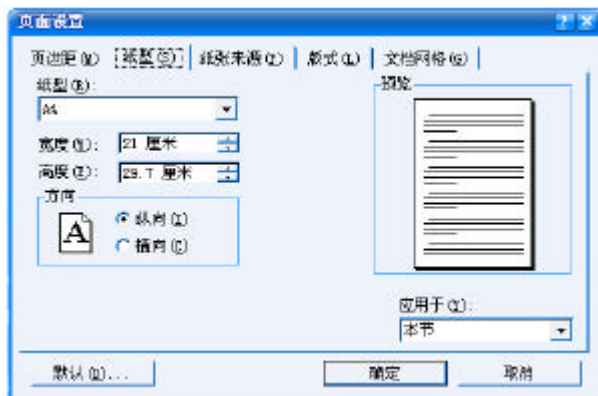 页面设置
页边距(M) 纸型(S) 纸张来源(T) 版式(L) 文档网格(G)
纸型(R):
A4
宽度(W): 21 厘米
高度(E): 29.7 厘米
方向
A
纵向(I)
横向(C)
预览
应用于(Y):
本节
默认(D)... 确定 取消